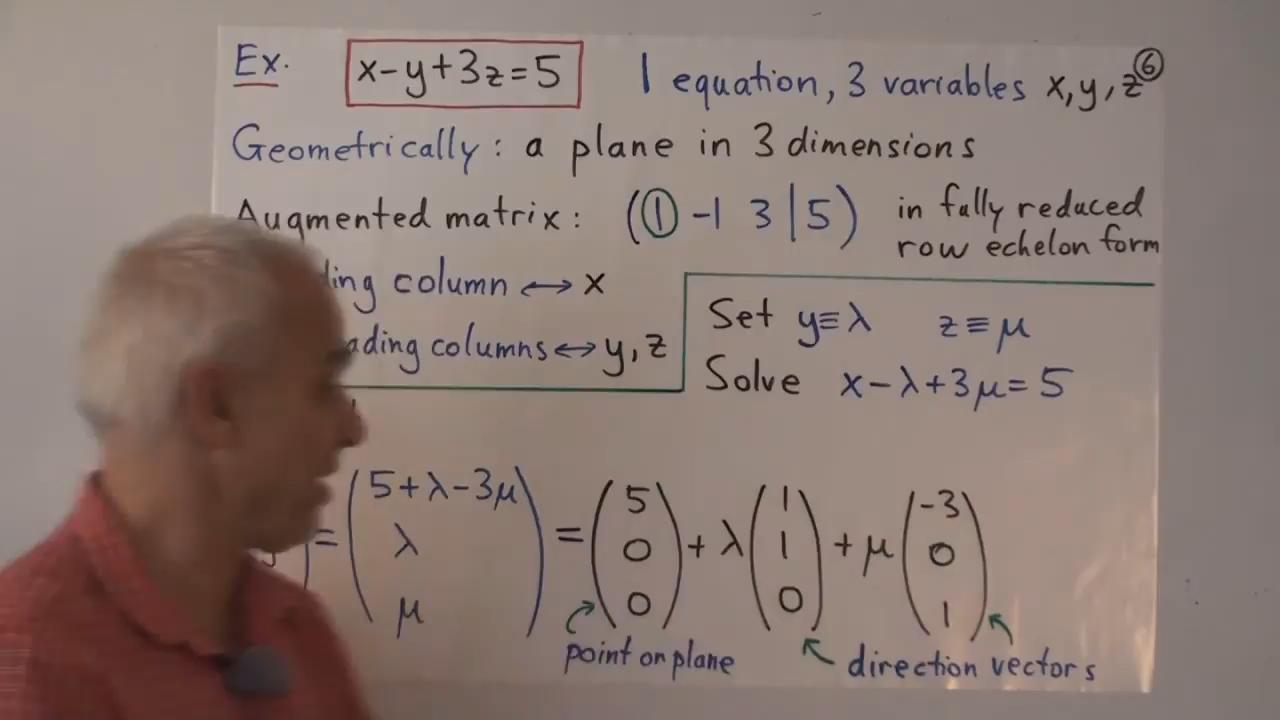 Ex. x-y+3z=5 1 equation, 3 variables x,y,z ⑥
Geometrically: a plane in 3 dimensions
Augmented matrix: (① -1 3 | 5) in fully reduced
row echelon form
column ↔ x
columns ↔ y, z
Set y≡λ z≡μ
Solve x-λ+3μ=5
= (5+λ-3μ λ μ) = (5 0 0) + λ (1 1 0) + μ (-3 0 1)
point on plane
direction vectors